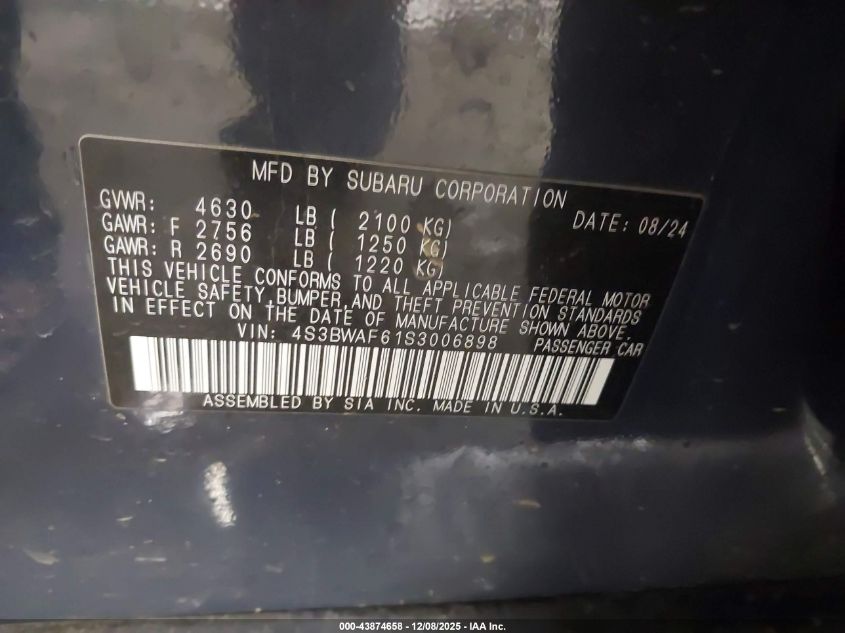 MFD BY SUBARU CORPORATION
GVWR: 4630 LB ( 2100 KG) DATE: 08/24
GAWR: F 2756 LB ( 1250 KG)
GAWR: R 2690 LB ( 1220 KG)
THIS VEHICLE CONFORMS TO ALL APPLICABLE FEDERAL MOTOR
VEHICLE SAFETY, BUMPER, AND THEFT PREVENTION STANDARDS
IN EFFECT ON THE DATE OF MANUFACTURE SHOWN ABOVE.
VIN: 4S3BWAF61S3006898 PASSENGER CAR
ASSEMBLED BY SIA INC. MADE IN U.S.A.
000-43874658 - 12/08/2025 - IAA Inc.